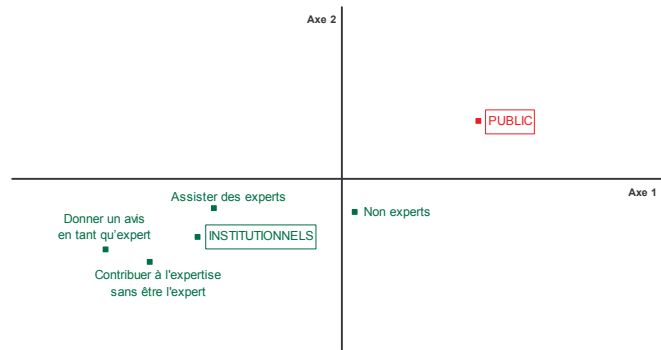 Axe 2
PUBLIC
Axe 1
Assister des experts
Non experts
Donner un avis
en tant qu'expert
INSTITUTIONNELS
Contribuer à l'expertise
sans être l'expert